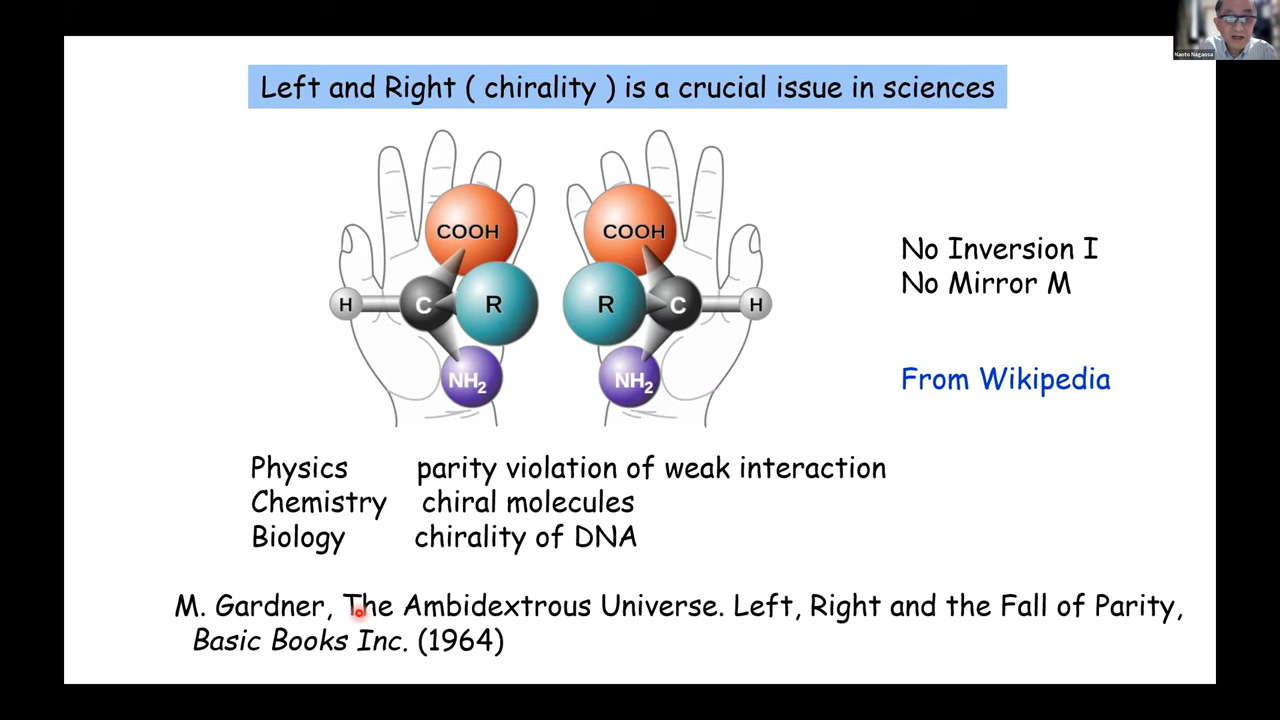 Naoto Nagaosa
Left and Right ( chirality ) is a crucial issue in sciences
COOH
H
C
R
NH2
COOH
R
C
H
NH2
No Inversion I
No Mirror M
From Wikipedia
Physics parity violation of weak interaction
Chemistry chiral molecules
Biology chirality of DNA
M. Gardner, The Ambidextrous Universe. Left, Right and the Fall of Parity,
Basic Books Inc. (1964)